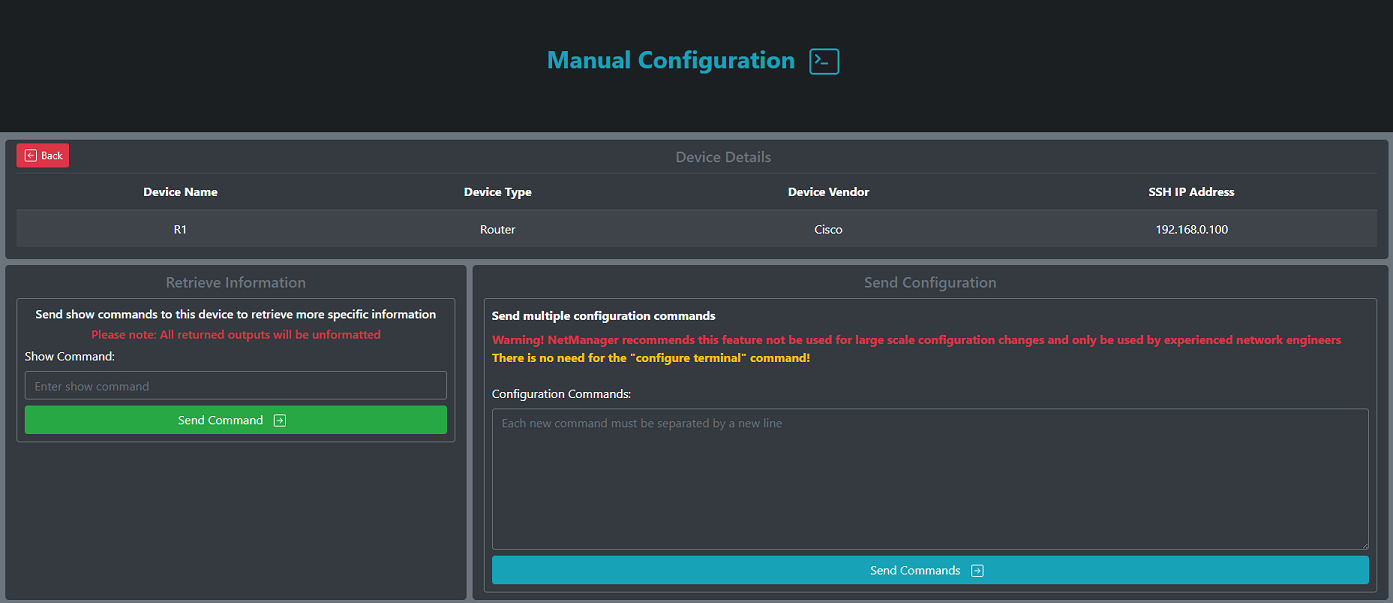 Manual Configuration
Back
Device Details
Device Name Device Type Device Vendor SSH IP Address
R1 Router Cisco 192.168.0.100
Retrieve Information
Send show commands to this device to retrieve more specific information
Please note: All returned outputs will be unformatted
Show Command:
Enter show command
Send Command
Send Configuration
Send multiple configuration commands
Warning! NetManager recommends this feature not be used for large scale configuration changes and only be used by experienced network engineers
There is no need for the "configure terminal" command!
Configuration Commands:
Each new command must be separated by a new line
Send Commands